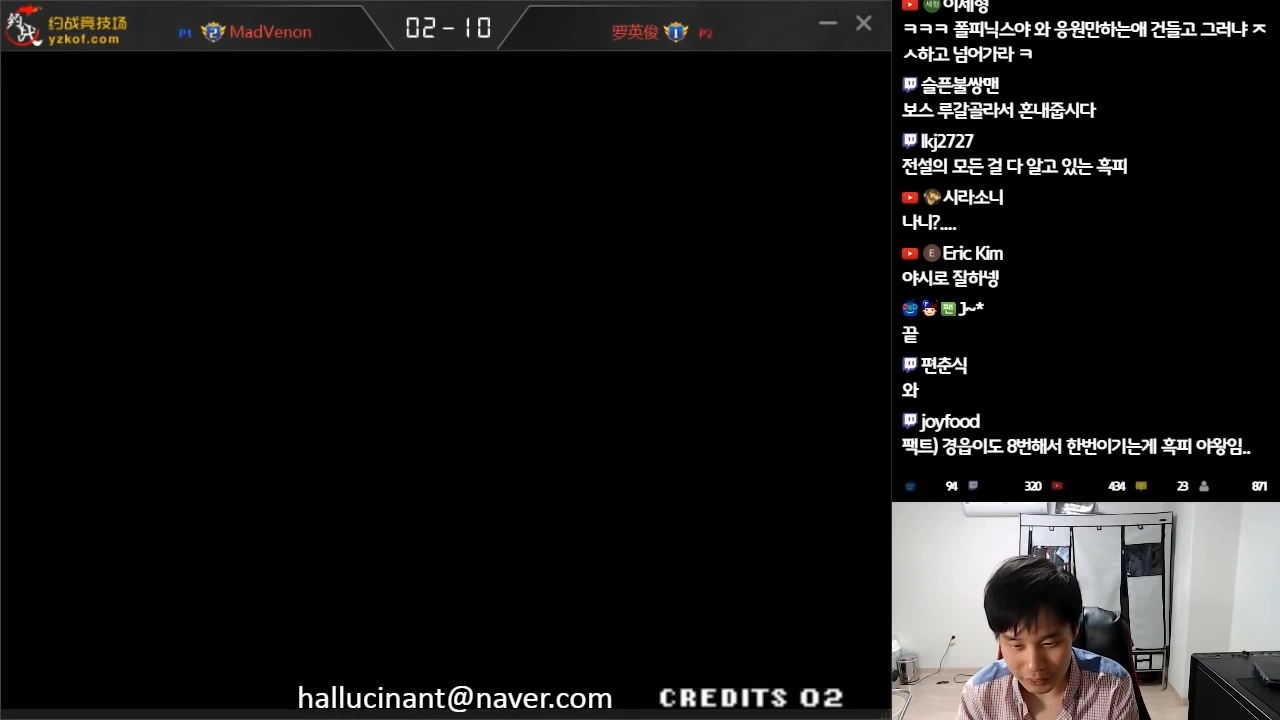 约战竞技场
yzkof.com
P1 2 MadVenon
02-10
罗英俊 1 P2
이세형
ㅋㅋㅋ 폴피닉스야 와 응원만하는애 건들고 그러냐 ㅈ
ㅅ하고 넘어가라 ㅋ
슬픈불쌍맨
보스 루갈골라서 혼내줍시다
lkj2727
전설의 모든 걸 다 알고 있는 흑피
시라소니
나니?....
E Eric Kim
야시로 잘하넹
팬 ]~*
끝
편춘식
와
joyfood
팩트) 경읍이도 8번해서 한번이기는게 흑피 야왕임..
94 320 434 23 871
hallucinant@naver.com
CREDITS 02